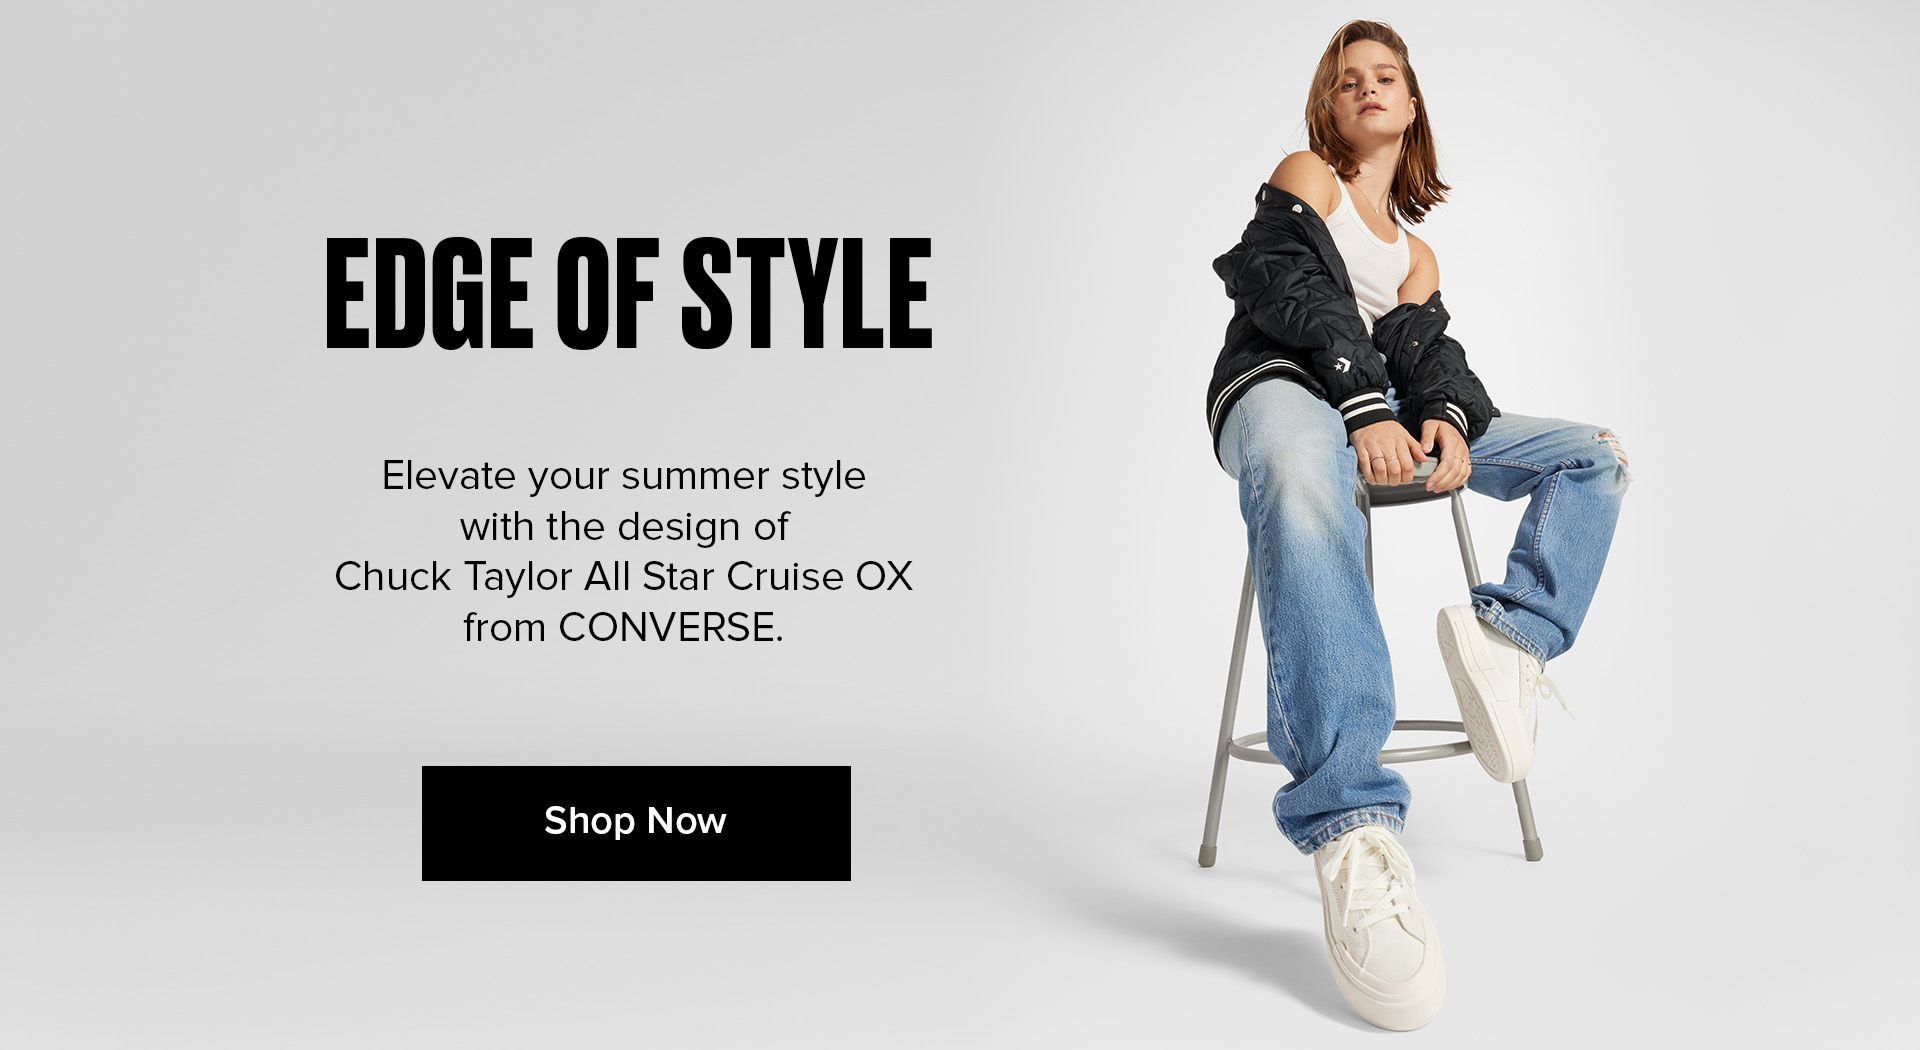 EDGE OF STYLE
Elevate your summer style
with the design of
Chuck Taylor All Star Cruise OX
from CONVERSE.
Shop Now